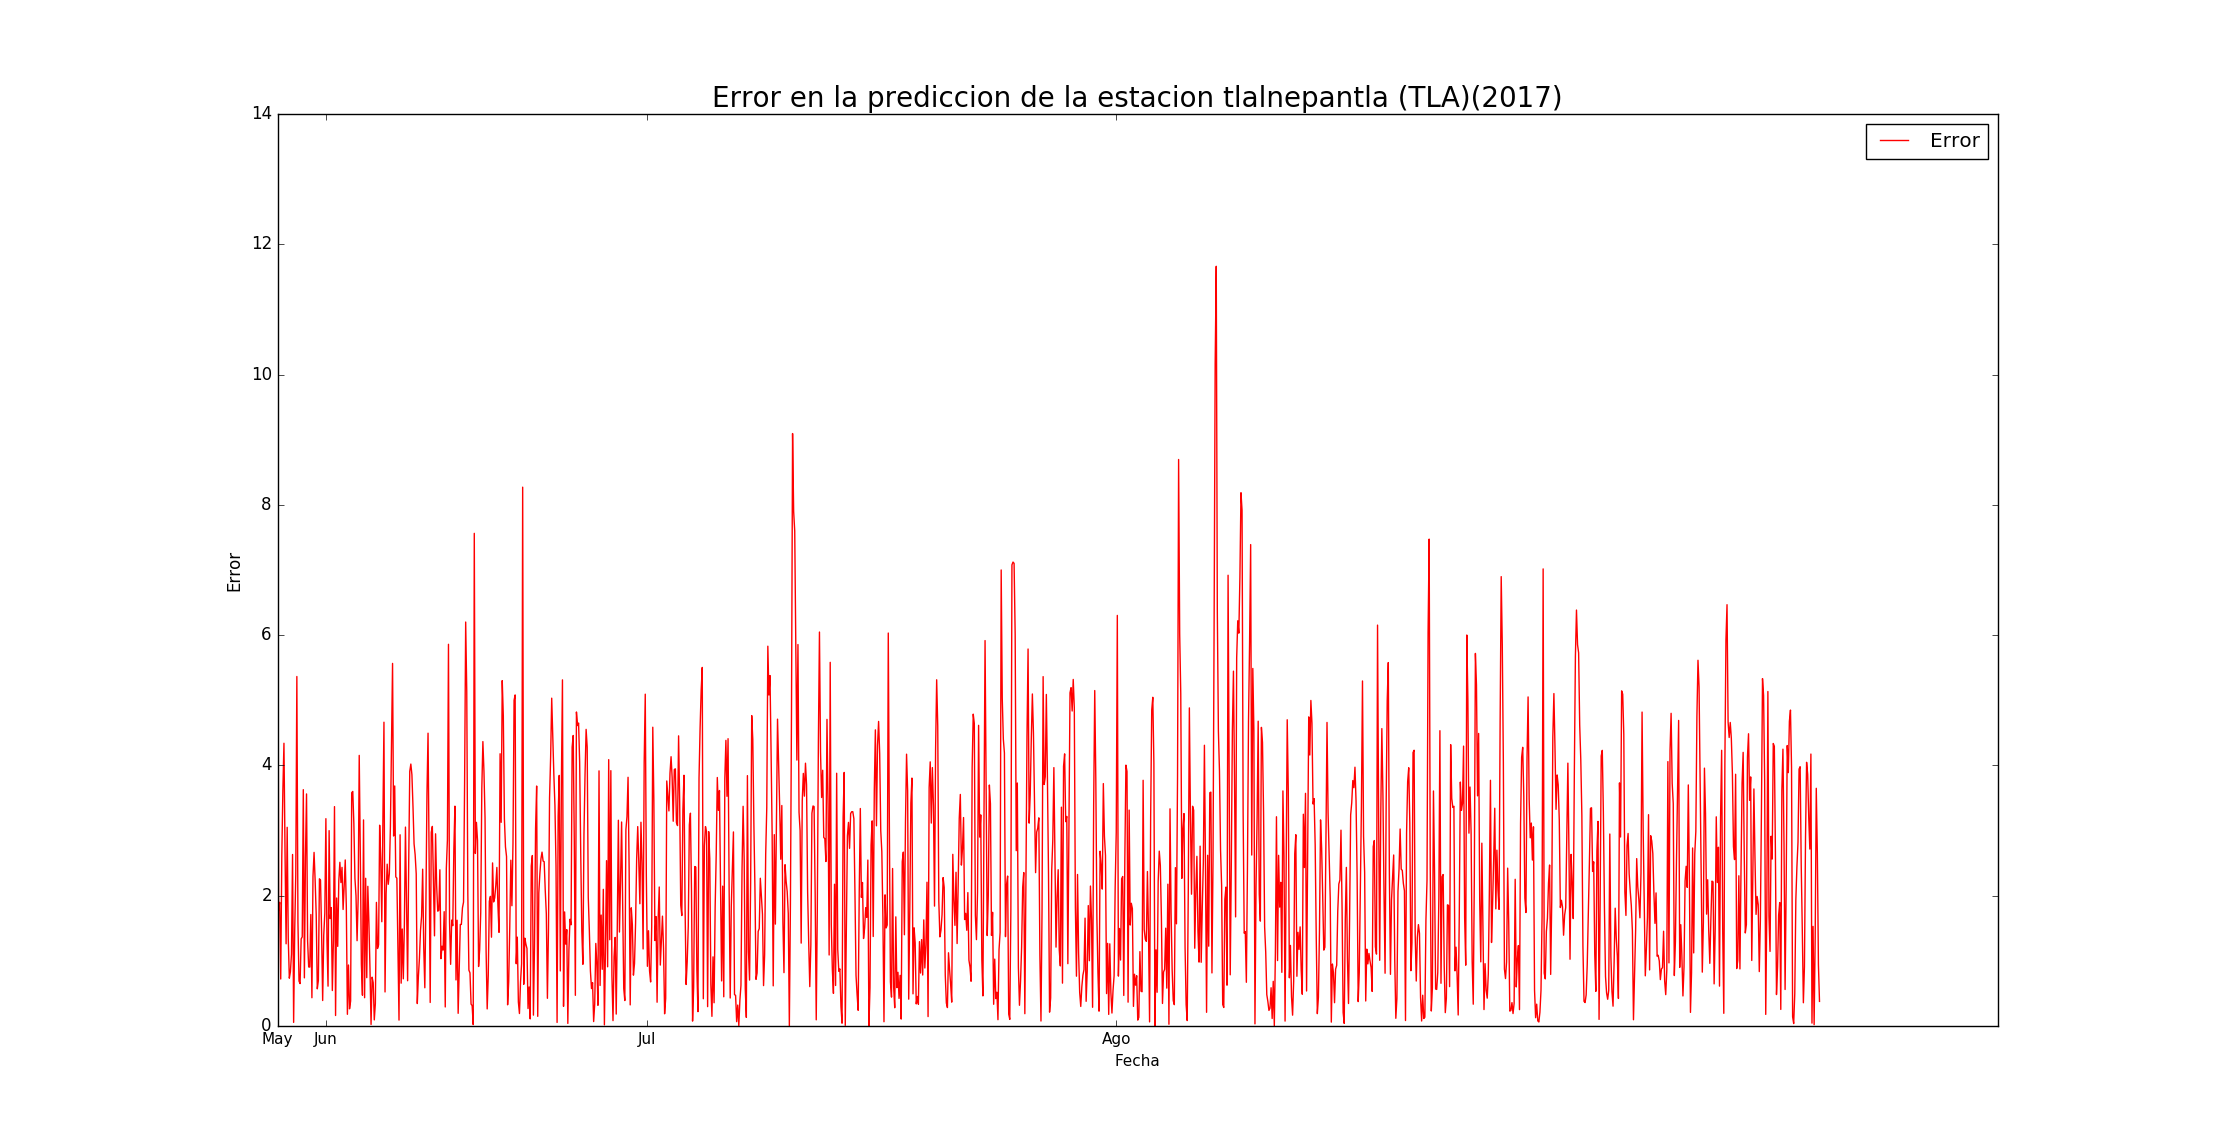 Error en la prediccion de la estacion tlalnepantla (TLA)(2017)
14
Error
12
10
8
6
4
2
0
Error
May Jun Jul Ago
Fecha